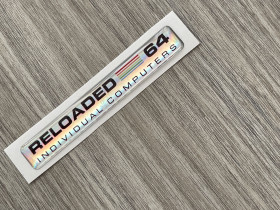 RELOADED 64
INDIVIDUAL COMPUTERS